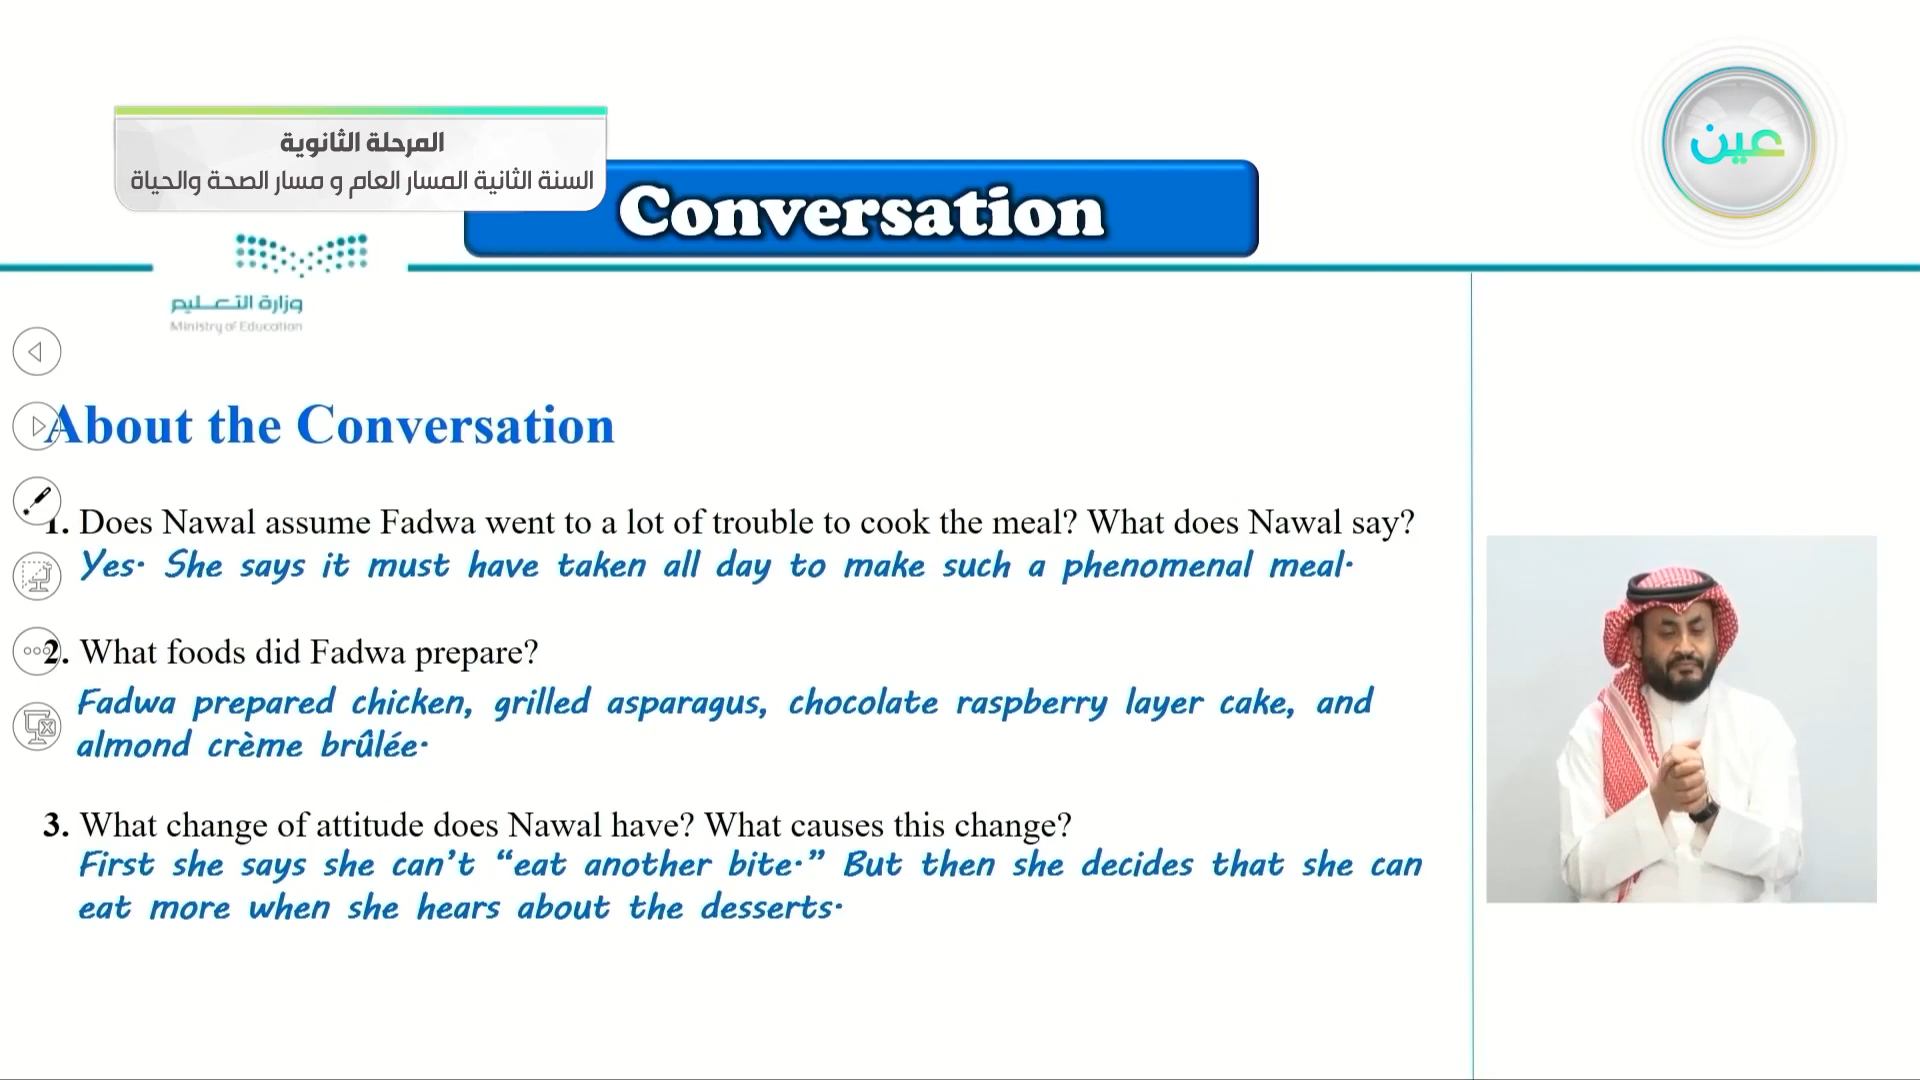 المرحلة الثانوية
السنة الثانية المسار العام و مسار الصحة والحياة
عين
Conversation
وزارة التعليم
Ministry of Education
About the Conversation
1. Does Nawal assume Fadwa went to a lot of trouble to cook the meal? What does Nawal say?
Yes. She says it must have taken all day to make such a phenomenal meal.
2. What foods did Fadwa prepare?
Fadwa prepared chicken, grilled asparagus, chocolate raspberry layer cake, and
almond crème brûlée.
3. What change of attitude does Nawal have? What causes this change?
First she says she can’t “eat another bite.” But then she decides that she can
eat more when she hears about the desserts.